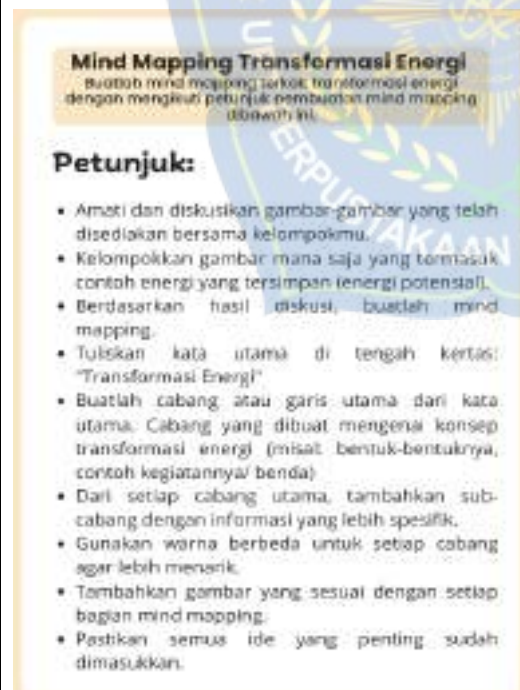 Mind Mapping Transformasi Energi
Buatlah mind mapping terkait transformasi energi
dengan mengikuti petunjuk pembuatan mind mapping
dibawah ini.
Petunjuk:
• Amati dan diskusikan gambar-gambar yang telah
disediakan bersama kelompokmu.
• Kelompokkan gambar mana saja yang termasuk
contoh energi yang tersimpan (energi potensial).
• Berdasarkan hasil diskusi, buatlah mind
mapping.
• Tuliskan kata utama di tengah kertas:
"Transformasi Energi"
• Buatlah cabang atau garis utama dari kata
utama. Cabang yang dibuat mengenai konsep
transformasi energi (misal: bentuk-bentuknya,
contoh kegiatannya/ benda)
• Dari setiap cabang utama, tambahkan sub-
cabang dengan informasi yang lebih spesifik.
• Gunakan warna berbeda untuk setiap cabang
agar lebih menarik.
• Tambahkan gambar yang sesuai dengan setiap
bagian mind mapping.
• Pastikan semua ide yang penting sudah
dimasukkan.
ERPUSTAKAAN